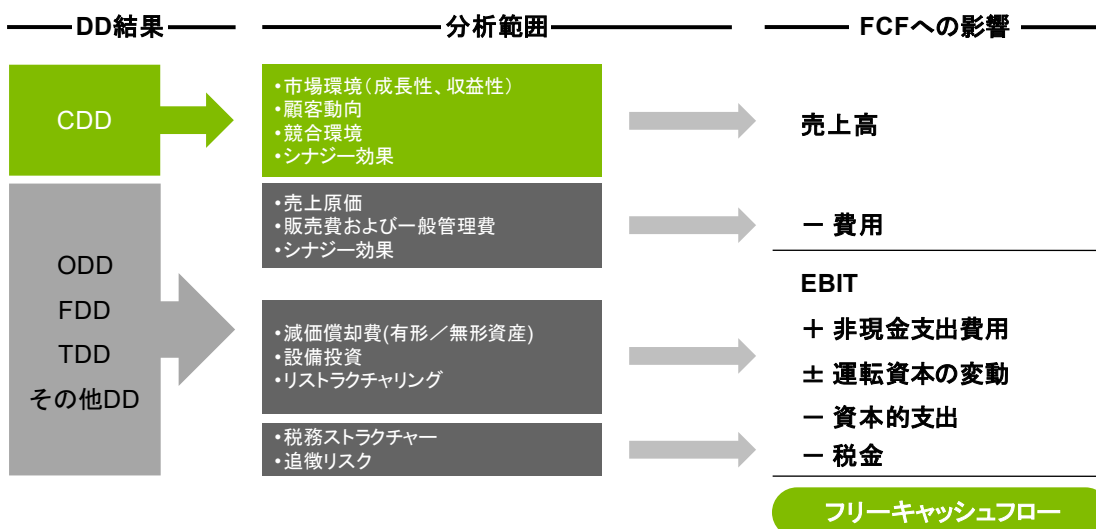 DD結果
分析範囲
FCFへの影響
CDD
・市場環境（成長性、収益性）
・顧客動向
・競合環境
・シナジー効果
売上高
ODD
FDD
TDD
その他DD
・売上原価
・販売費および一般管理費
・シナジー効果
－ 費用
・減価償却費(有形／無形資産)
・設備投資
・リストラクチャリング
EBIT
＋ 非現金支出費用
± 運転資本の変動
－ 資本的支出
・税務ストラクチャー
・追徴リスク
－ 税金
フリーキャッシュフロー